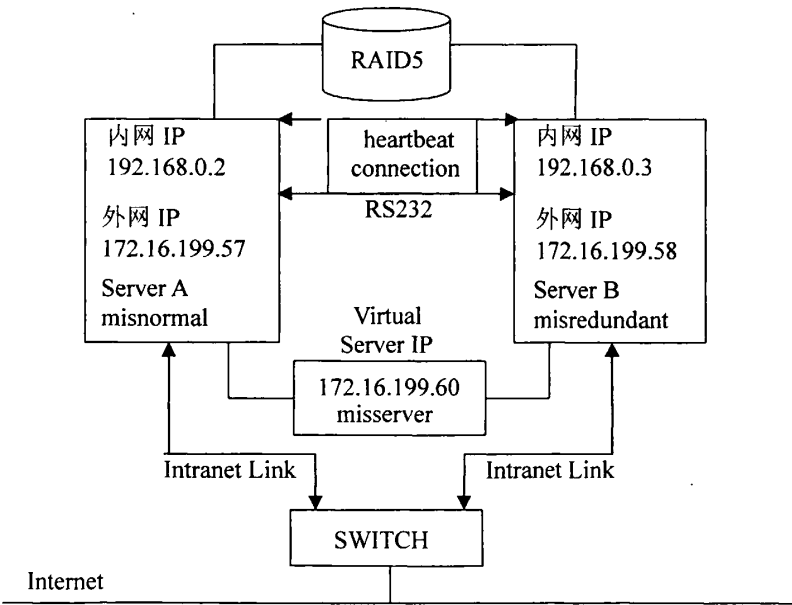 RAID5
内网 IP
192.168.0.2
外网 IP
172.16.199.57
Server A
misnormal
heartbeat
connection
RS232
内网 IP
192.168.0.3
外网 IP
172.16.199.58
Server B
misredundant
Virtual
Server IP
172.16.199.60
misserver
Intranet Link
Intranet Link
SWITCH
Internet